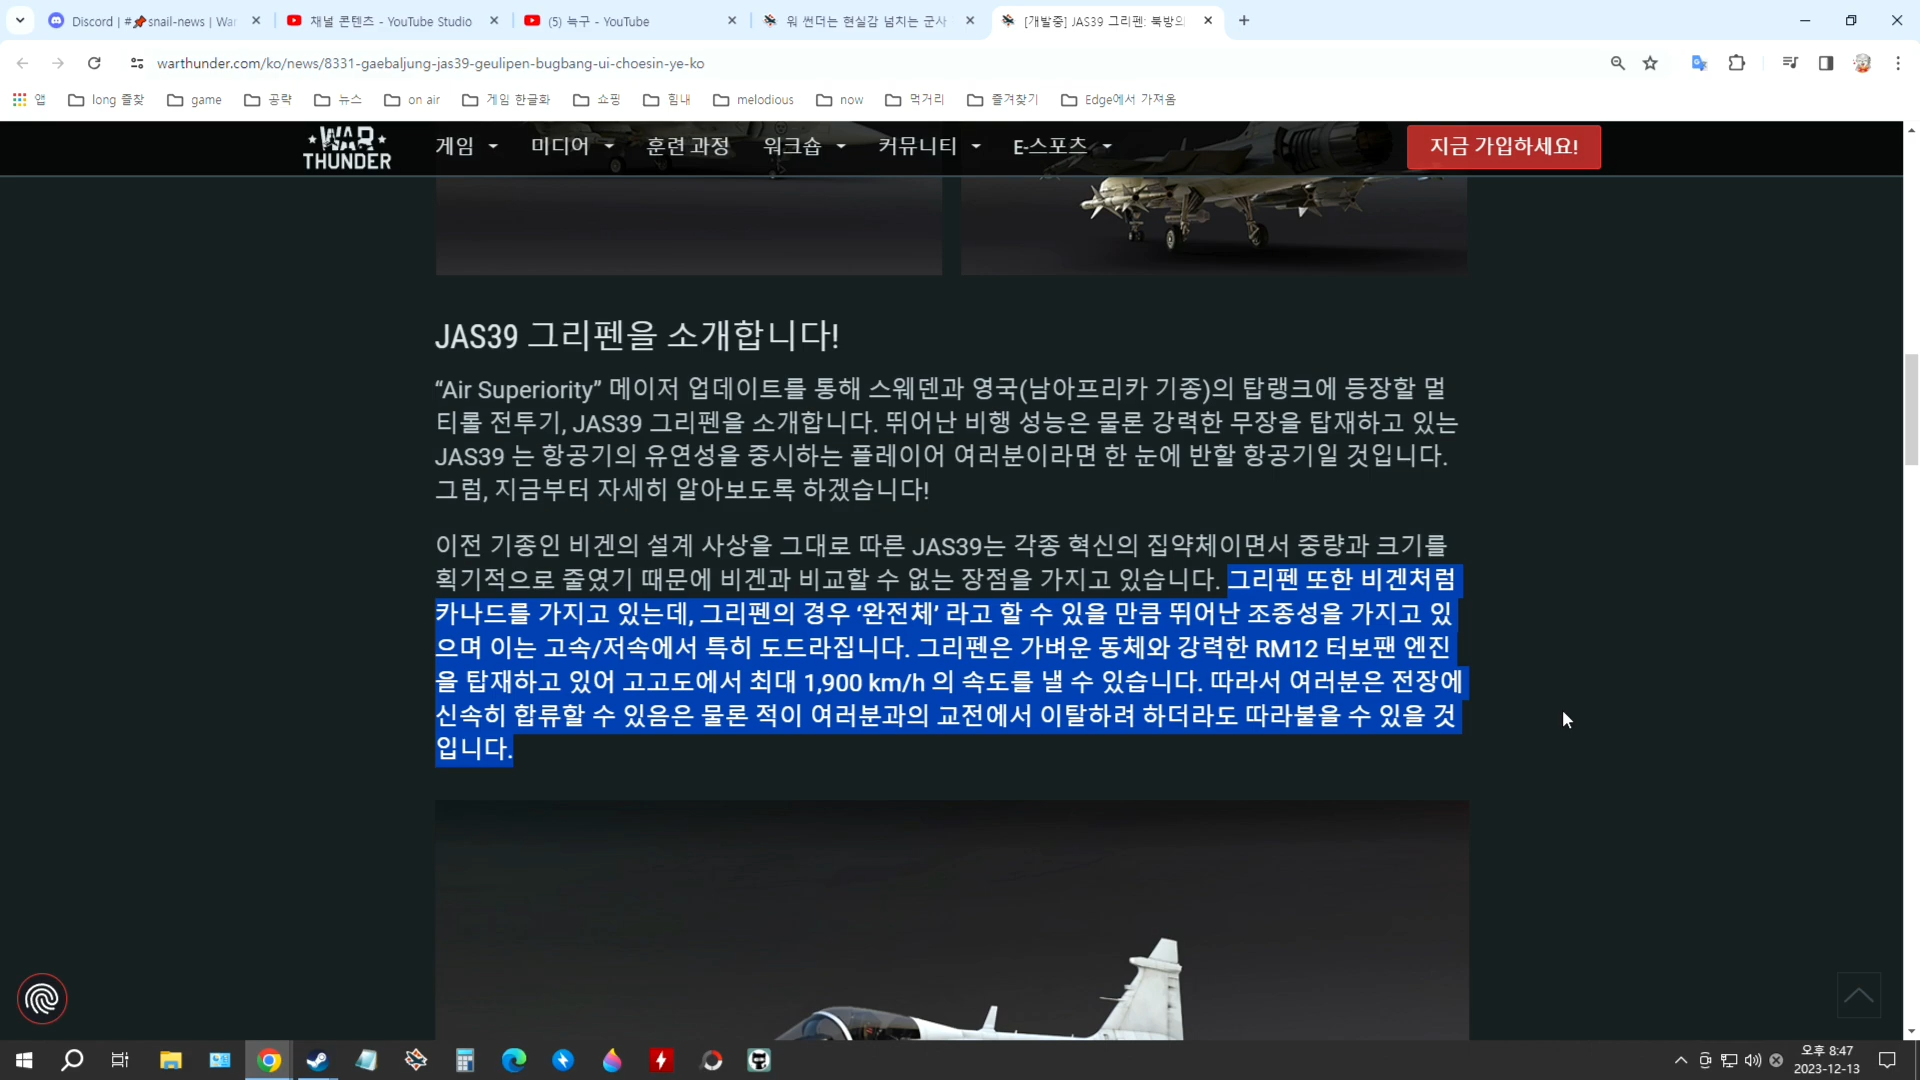 Discord | #📌snail-news | War
채널 콘텐츠 - YouTube Studio
(5) 늑구 - YouTube
워 썬더는 현실감 넘치는 군사
[개발중] JAS39 그리펜: 북방의
warthunder.com/ko/news/8331-gaebaljung-jas39-geulipen-bugbang-ui-choesin-ye-ko
앱
long 즐찾
game
공략
뉴스
on air
게임 한글화
쇼핑
힘내
melodious
now
먹거리
즐겨찾기
Edge에서 가져옴
WAR
THUNDER
게임
미디어
훈련 과정
워크숍
커뮤니티
E-스포츠
지금 가입하세요!
JAS39 그리펜을 소개합니다!
“Air Superiority” 메이저 업데이트를 통해 스웨덴과 영국(남아프리카 기종)의 탑랭크에 등장할 멀
티롤 전투기, JAS39 그리펜을 소개합니다. 뛰어난 비행 성능은 물론 강력한 무장을 탑재하고 있는
JAS39 는 항공기의 유연성을 중시하는 플레이어 여러분이라면 한 눈에 반할 항공기일 것입니다.
그럼, 지금부터 자세히 알아보도록 하겠습니다!
이전 기종인 비겐의 설계 사상을 그대로 따른 JAS39는 각종 혁신의 집약체이면서 중량과 크기를
획기적으로 줄였기 때문에 비겐과 비교할 수 없는 장점을 가지고 있습니다. 그리펜 또한 비겐처럼
카나드를 가지고 있는데, 그리펜의 경우 ‘완전체’ 라고 할 수 있을 만큼 뛰어난 조종성을 가지고 있
으며 이는 고속/저속에서 특히 도드라집니다. 그리펜은 가벼운 동체와 강력한 RM12 터보팬 엔진
을 탑재하고 있어 고고도에서 최대 1,900 km/h 의 속도를 낼 수 있습니다. 따라서 여러분은 전장에
신속히 합류할 수 있음은 물론 적이 여러분과의 교전에서 이탈하려 하더라도 따라붙을 수 있을 것
입니다.
오후 8:47
2023-12-13